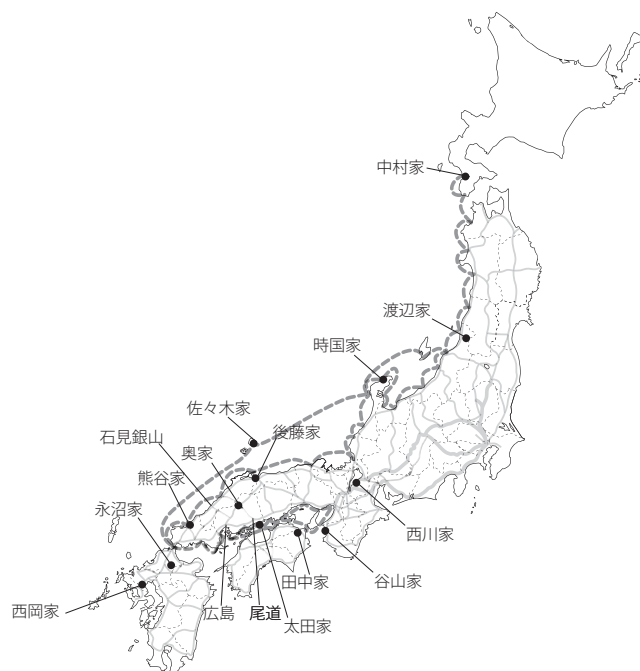 中村家
渡辺家
時国家
佐々木家
後藤家
石見銀山
奥家
熊谷家
永沼家
西川家
田中家
谷山家
西岡家
広島
尾道
太田家